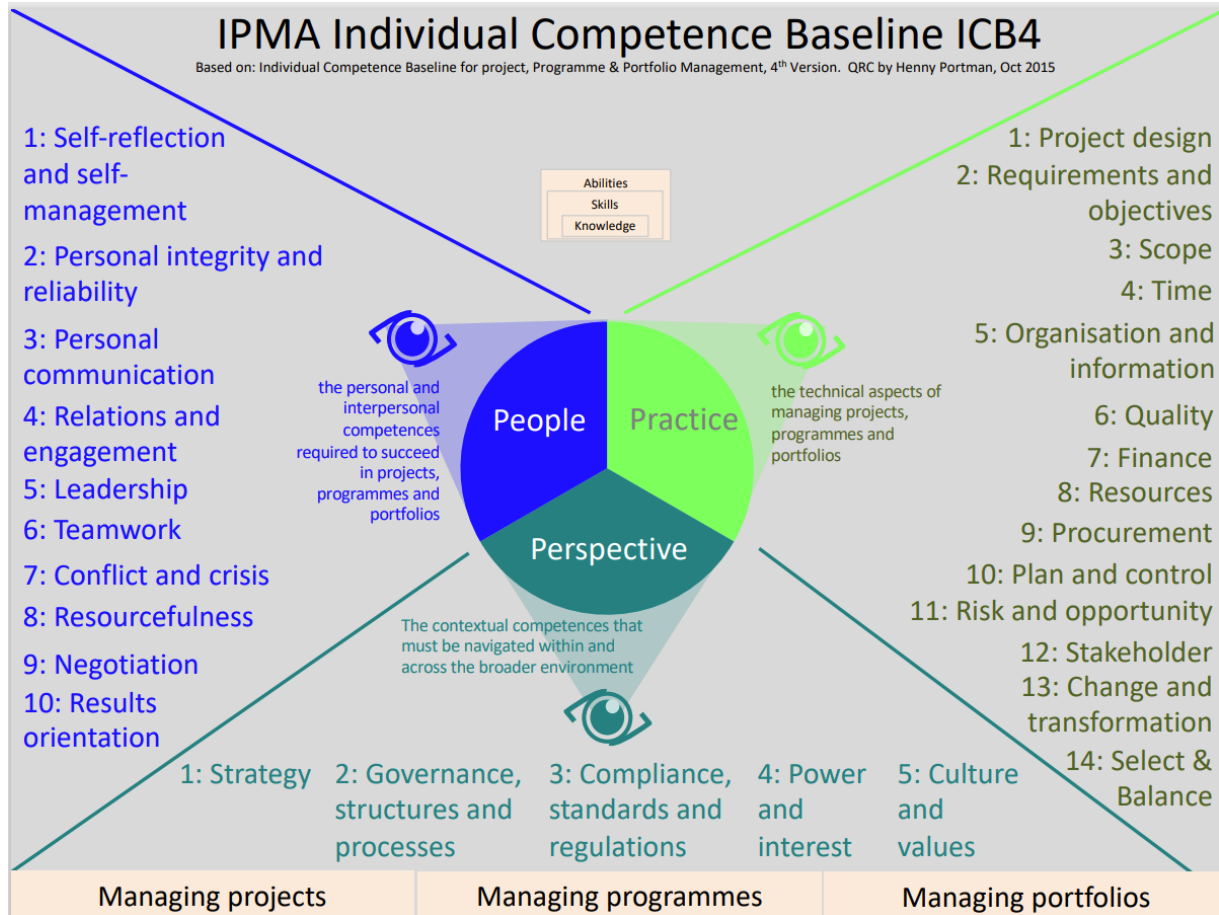 IPMA Individual Competence Baseline ICB4
Based on: Individual Competence Baseline for project, Programme & Portfolio Management, 4th Version.  QRC by Henny Portman, Oct 2015
1: Self-reflection
and self-
management
2: Personal integrity and
reliability
3: Personal
communication
4: Relations and
engagement
5: Leadership
6: Teamwork
7: Conflict and crisis
8: Resourcefulness
9: Negotiation
10: Results
orientation
Abilities
Skills
Knowledge
the personal and
interpersonal
competences
required to succeed
in projects,
programmes and
portfolios
People
Practice
Perspective
the technical aspects of
managing projects,
programmes and
portfolios
The contextual competences that
must be navigated within and
across the broader environment
1: Project design
2: Requirements and
objectives
3: Scope
4: Time
5: Organisation and
information
6: Quality
7: Finance
8: Resources
9: Procurement
10: Plan and control
11: Risk and opportunity
12: Stakeholder
13: Change and
transformation
14: Select &
Balance
1: Strategy
2: Governance,
structures and
processes
3: Compliance,
standards and
regulations
4: Power
and
interest
5: Culture
and
values
Managing projects
Managing programmes
Managing portfolios